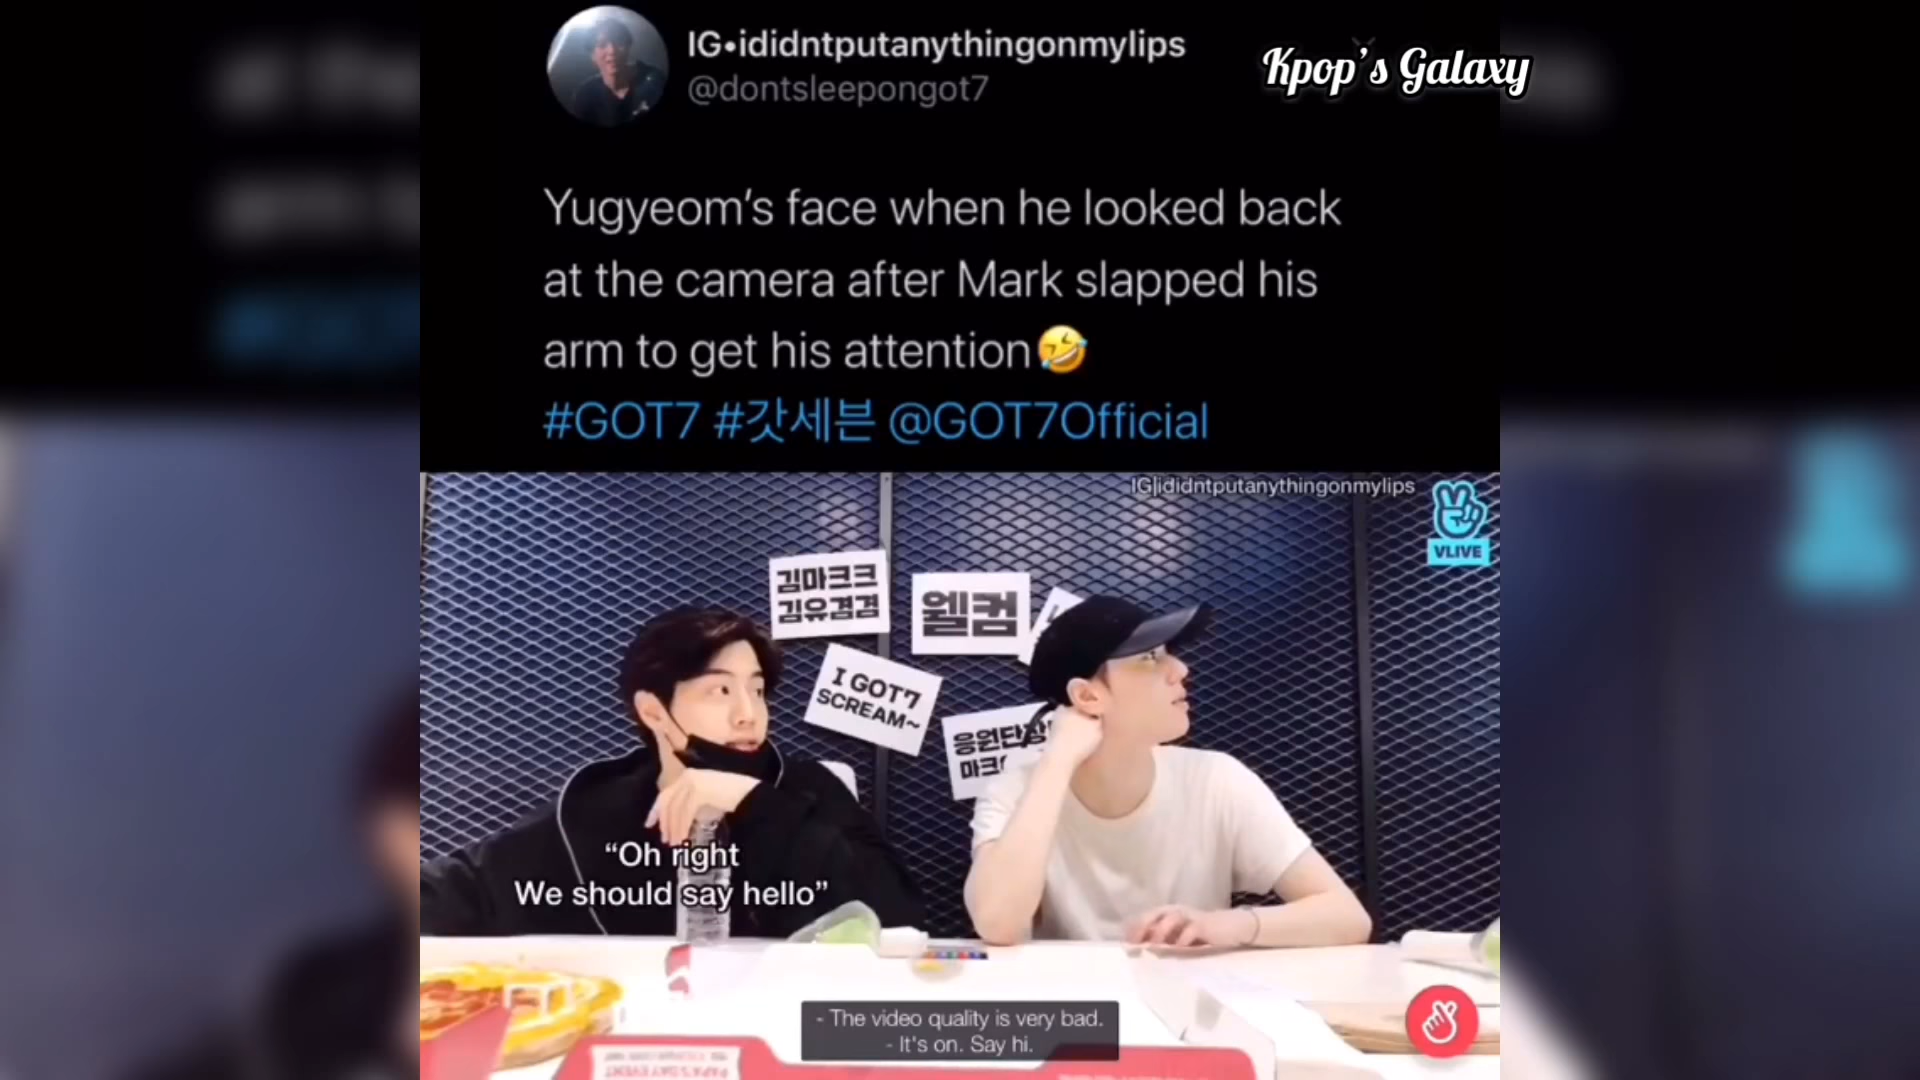 IG•ididntputanythingonmylips
@dontsleepongot7
Kpop's Galaxy
Yugyeom's face when he looked back
at the camera after Mark slapped his
arm to get his attention🤣
#GOT7 #갓세븐 @GOT7Official
IG|ididntputanythingonmylips
VLIVE
김마크크
김유겸겸
웰컴
I GOT7
SCREAM~
응원단장
마크
"Oh right
We should say hello"
- The video quality is very bad.
- It's on. Say hi.